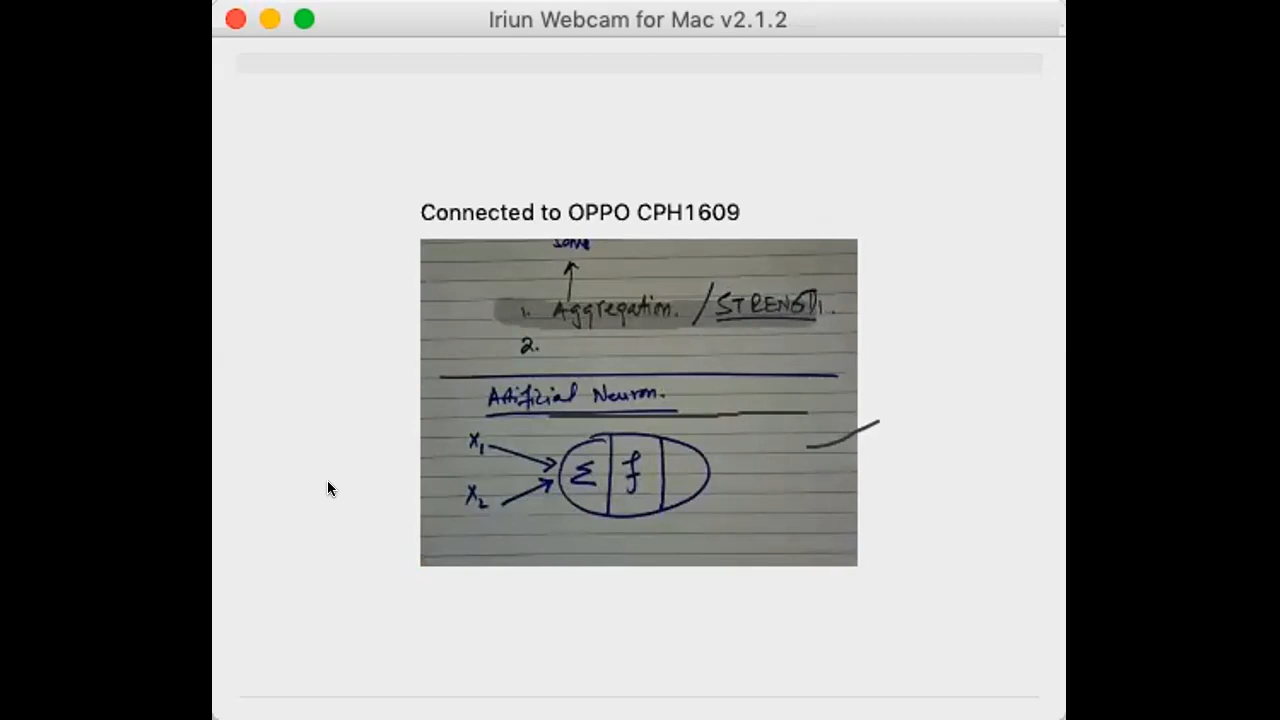 Iriun Webcam for Mac v2.1.2
Connected to OPPO CPH1609
1. Aggregation. / STRENGTH.
2.
Artificial Neuron.
X1
Σ f
X2